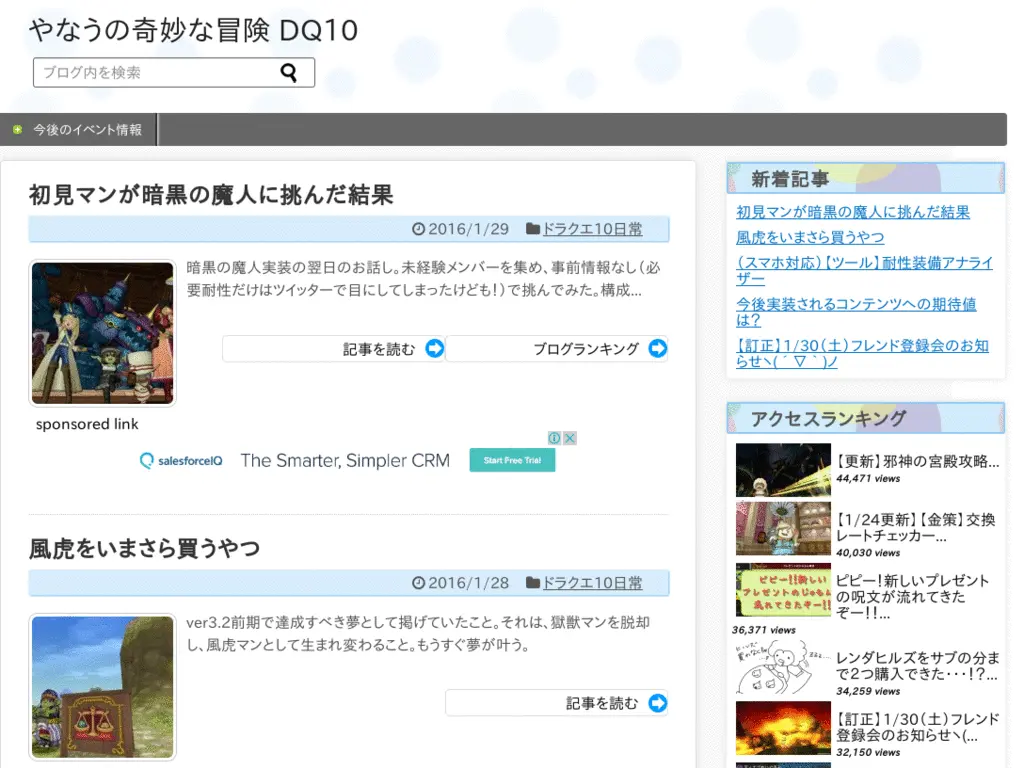 やなうの奇妙な冒険 DQ10
ブログ内を検索
今後のイベント情報
初見マンが暗黒の魔人に挑んだ結果
2016/1/29 ドラクエ10日常
暗黒の魔人実装の翌日のお話し。未経験メンバーを集め、事前情報なし（必
要耐性だけはツイッターで目にしてしまったけども！）で挑んでみた。構成...
記事を読む
ブログランキング
sponsored link
salesforceIQ The Smarter, Simpler CRM Start Free Trial
風虎をいまさら買うやつ
2016/1/28 ドラクエ10日常
ver3.2前期で達成すべき夢として掲げていたこと。それは、獄獣マンを脱却
し、風虎マンとして生まれ変わること。もうすぐ夢が叶う。
記事を読む
新着記事
初見マンが暗黒の魔人に挑んだ結果
風虎をいまさら買うやつ
（スマホ対応）【ツール】耐性装備アナライ
ザー
今後実装されるコンテンツへの期待値
は？
【訂正】1/30（土）フレンド登録会のお知
らせヽ(´▽｀)ノ
アクセスランキング
【更新】邪神の宮殿攻略...
44,471 views
【1/24更新】【金策】交換
レートチェッカー...
40,030 views
ピピー！！新しい
プレゼントのじゅもんが
流れてきたぞー！！
ピピー！新しいプレゼント
の呪文が流れてきた
ぞー！！...
36,371 views
レンダヒルズをサブの分ま
で２つ購入できた・・・！？...
34,259 views
【訂正】1/30（土）フレンド
登録会のお知らせヽ(...
32,150 views